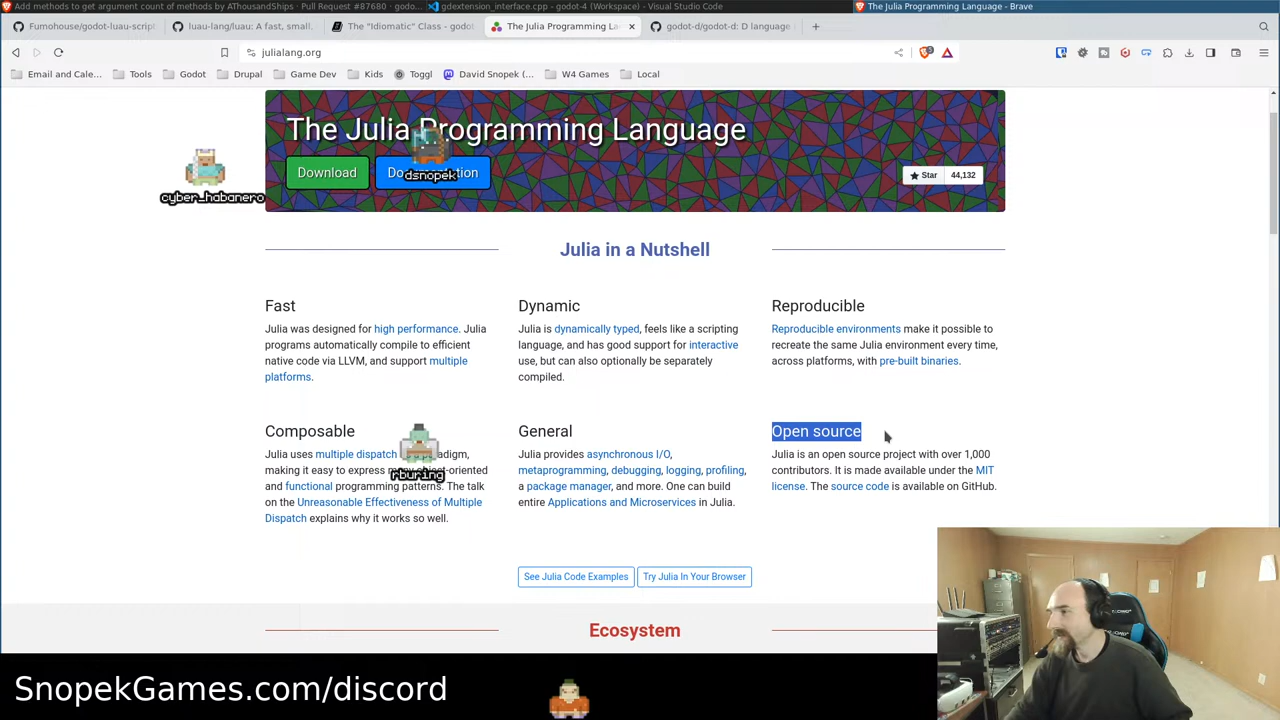 Add methods to get argument count of methods by AThousandShips · Pull Request #87680 · godo...
gdextension_interface.cpp - godot-4 (Workspace) - Visual Studio Code
The Julia Programming Language - Brave
Fumohouse/godot-luau-script
luau-lang/luau: A fast, small,
The "Idiomatic" Class - godot
The Julia Programming La
godot-d/godot-d: D language
julialang.org
Email and Cale...
Tools
Godot
Drupal
Game Dev
Kids
Toggl
David Snopek (...
W4 Games
Local
The Julia Programming Language
Download
dsnopek
Star
44,132
cyber_habanero
Julia in a Nutshell
Fast
Julia was designed for high performance. Julia
programs automatically compile to efficient
native code via LLVM, and support multiple
platforms.
Dynamic
Julia is dynamically typed, feels like a scripting
language, and has good support for interactive
use, but can also optionally be separately
compiled.
Reproducible
Reproducible environments make it possible to
recreate the same Julia environment every time,
across platforms, with pre-built binaries.
Composable
Julia uses multiple dispatch
making it easy to express many object-oriented
and functional programming patterns. The talk
on the Unreasonable Effectiveness of Multiple
Dispatch explains why it works so well.
rburing
General
Julia provides asynchronous I/O,
metaprogramming, debugging, logging, profiling,
a package manager, and more. One can build
entire Applications and Microservices in Julia.
Open source
Julia is an open source project with over 1,000
contributors. It is made available under the MIT
license. The source code is available on GitHub.
See Julia Code Examples
Try Julia In Your Browser
Ecosystem
SnopekGames.com/discord